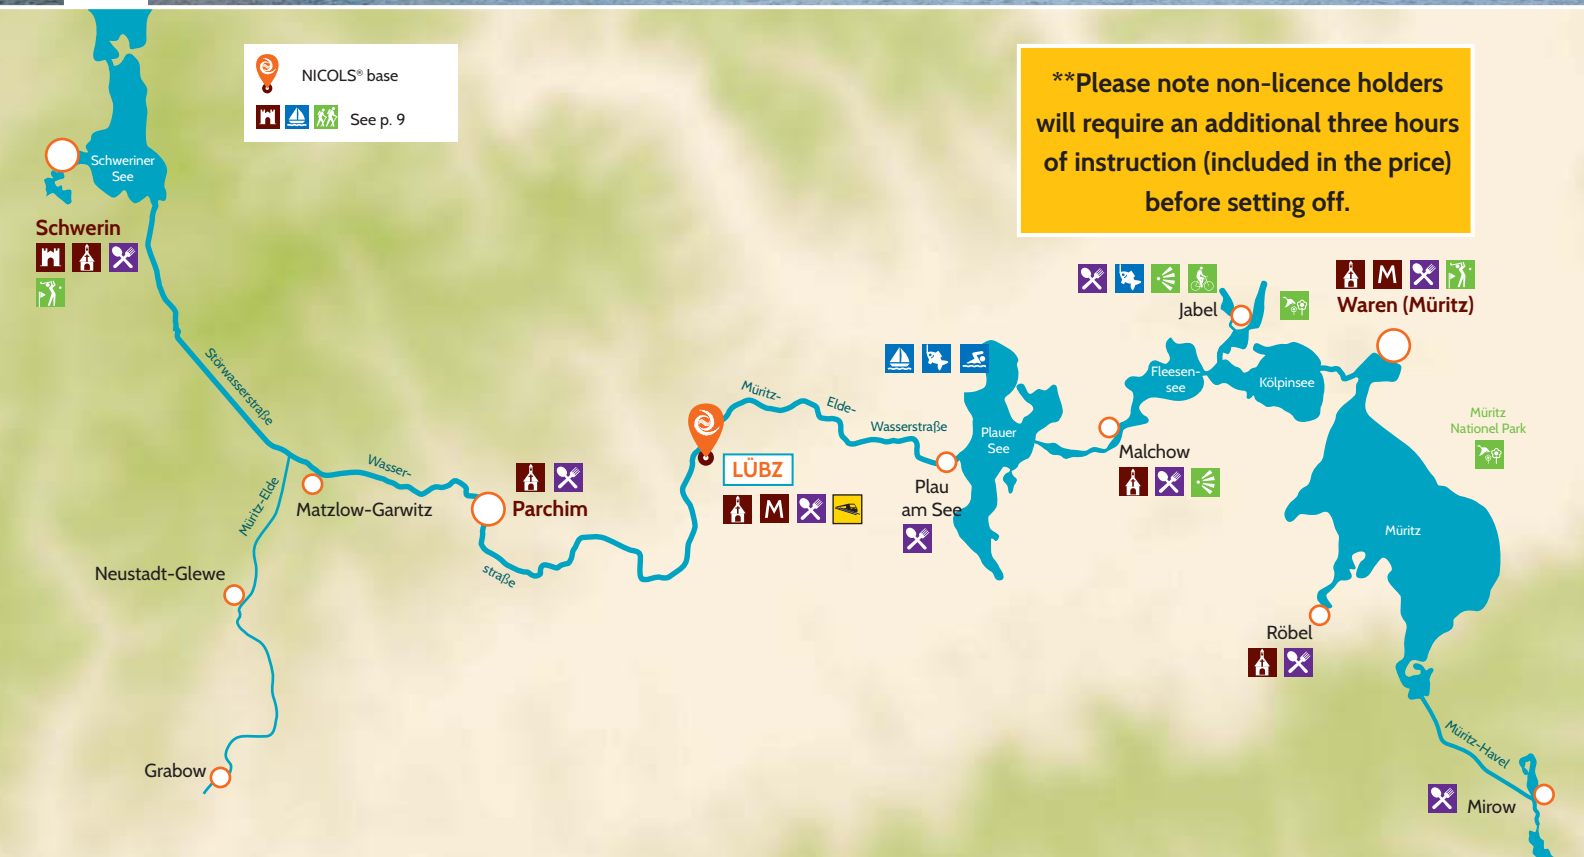 NICOLS® base
See p. 9
**Please note non-licence holders
will require an additional three hours
of instruction (included in the price)
before setting off.
Schweriner
See
Schwerin
Störwasserstraße
Müritz-Elde
Matzlow-Garwitz
Wasser-
Parchim
straße
Neustadt-Glewe
Grabow
LÜBZ
M
Müritz-
Elde-
Wasserstraße
Plau
am See
Plauer
See
Malchow
Fleesen-
see
Jabel
Kölpinsee
M
Waren (Müritz)
Müritz
Nationel Park
Müritz
Röbel
Müritz-Havel
Mirow